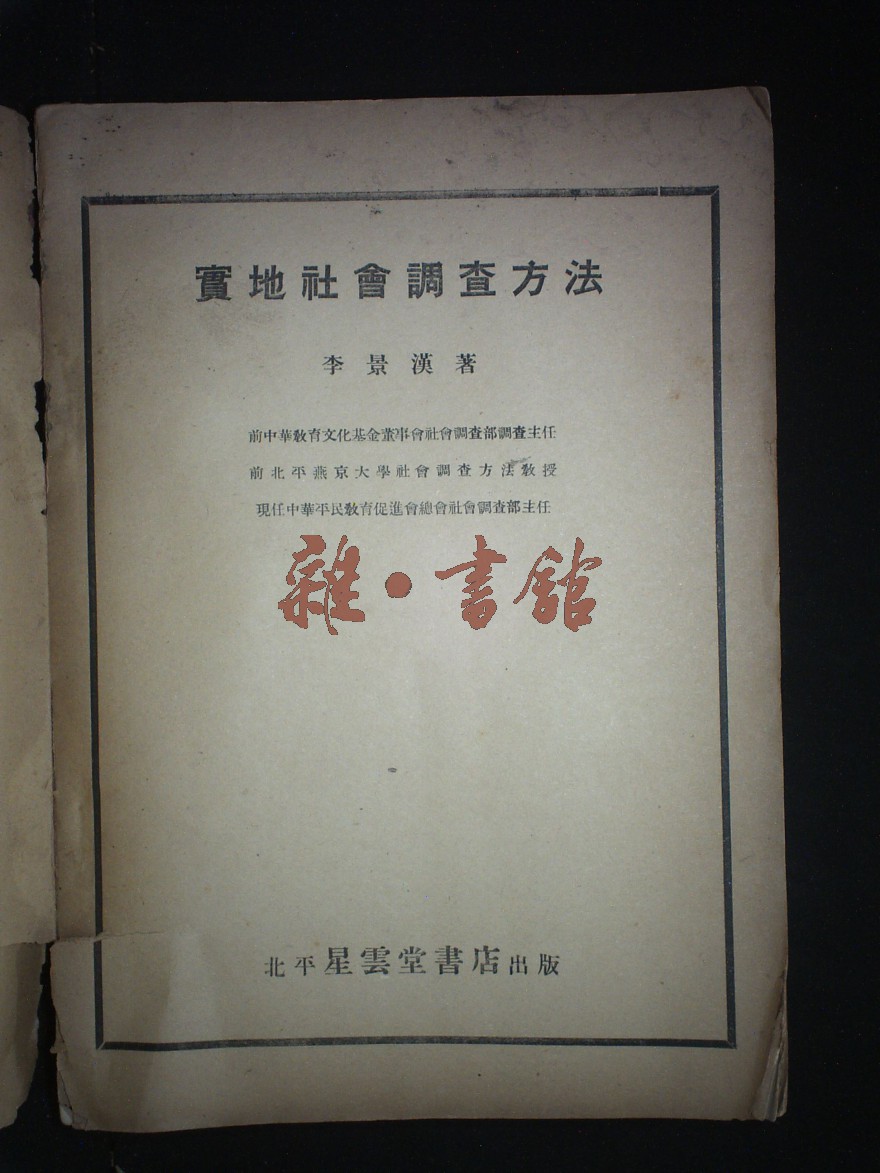 實地社會調查方法
李景漢著
前中華教育文化基金董事會社會調查部調查主任
前北平燕京大學社會調查方法教授
現任中華平民教育促進會總會社會調查部主任
雜·書館
北平星雲堂書店出版